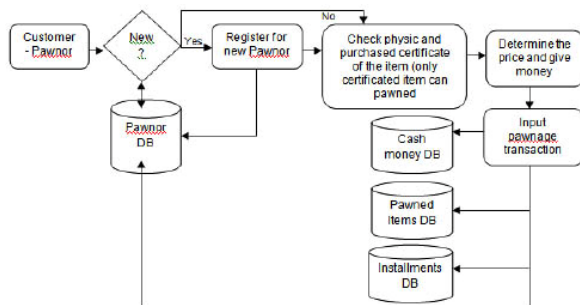 Customer
- Pawnor
New
?
Yes
No
Register for
new Pawnor
Check physic and
purchased certificate
of the item (only
certificated item can
pawned
Determine the
price and give
money
Pawnor
DB
Cash
money DB
Input
pawnage
transaction
Pawned
Items DB
Installments
DB